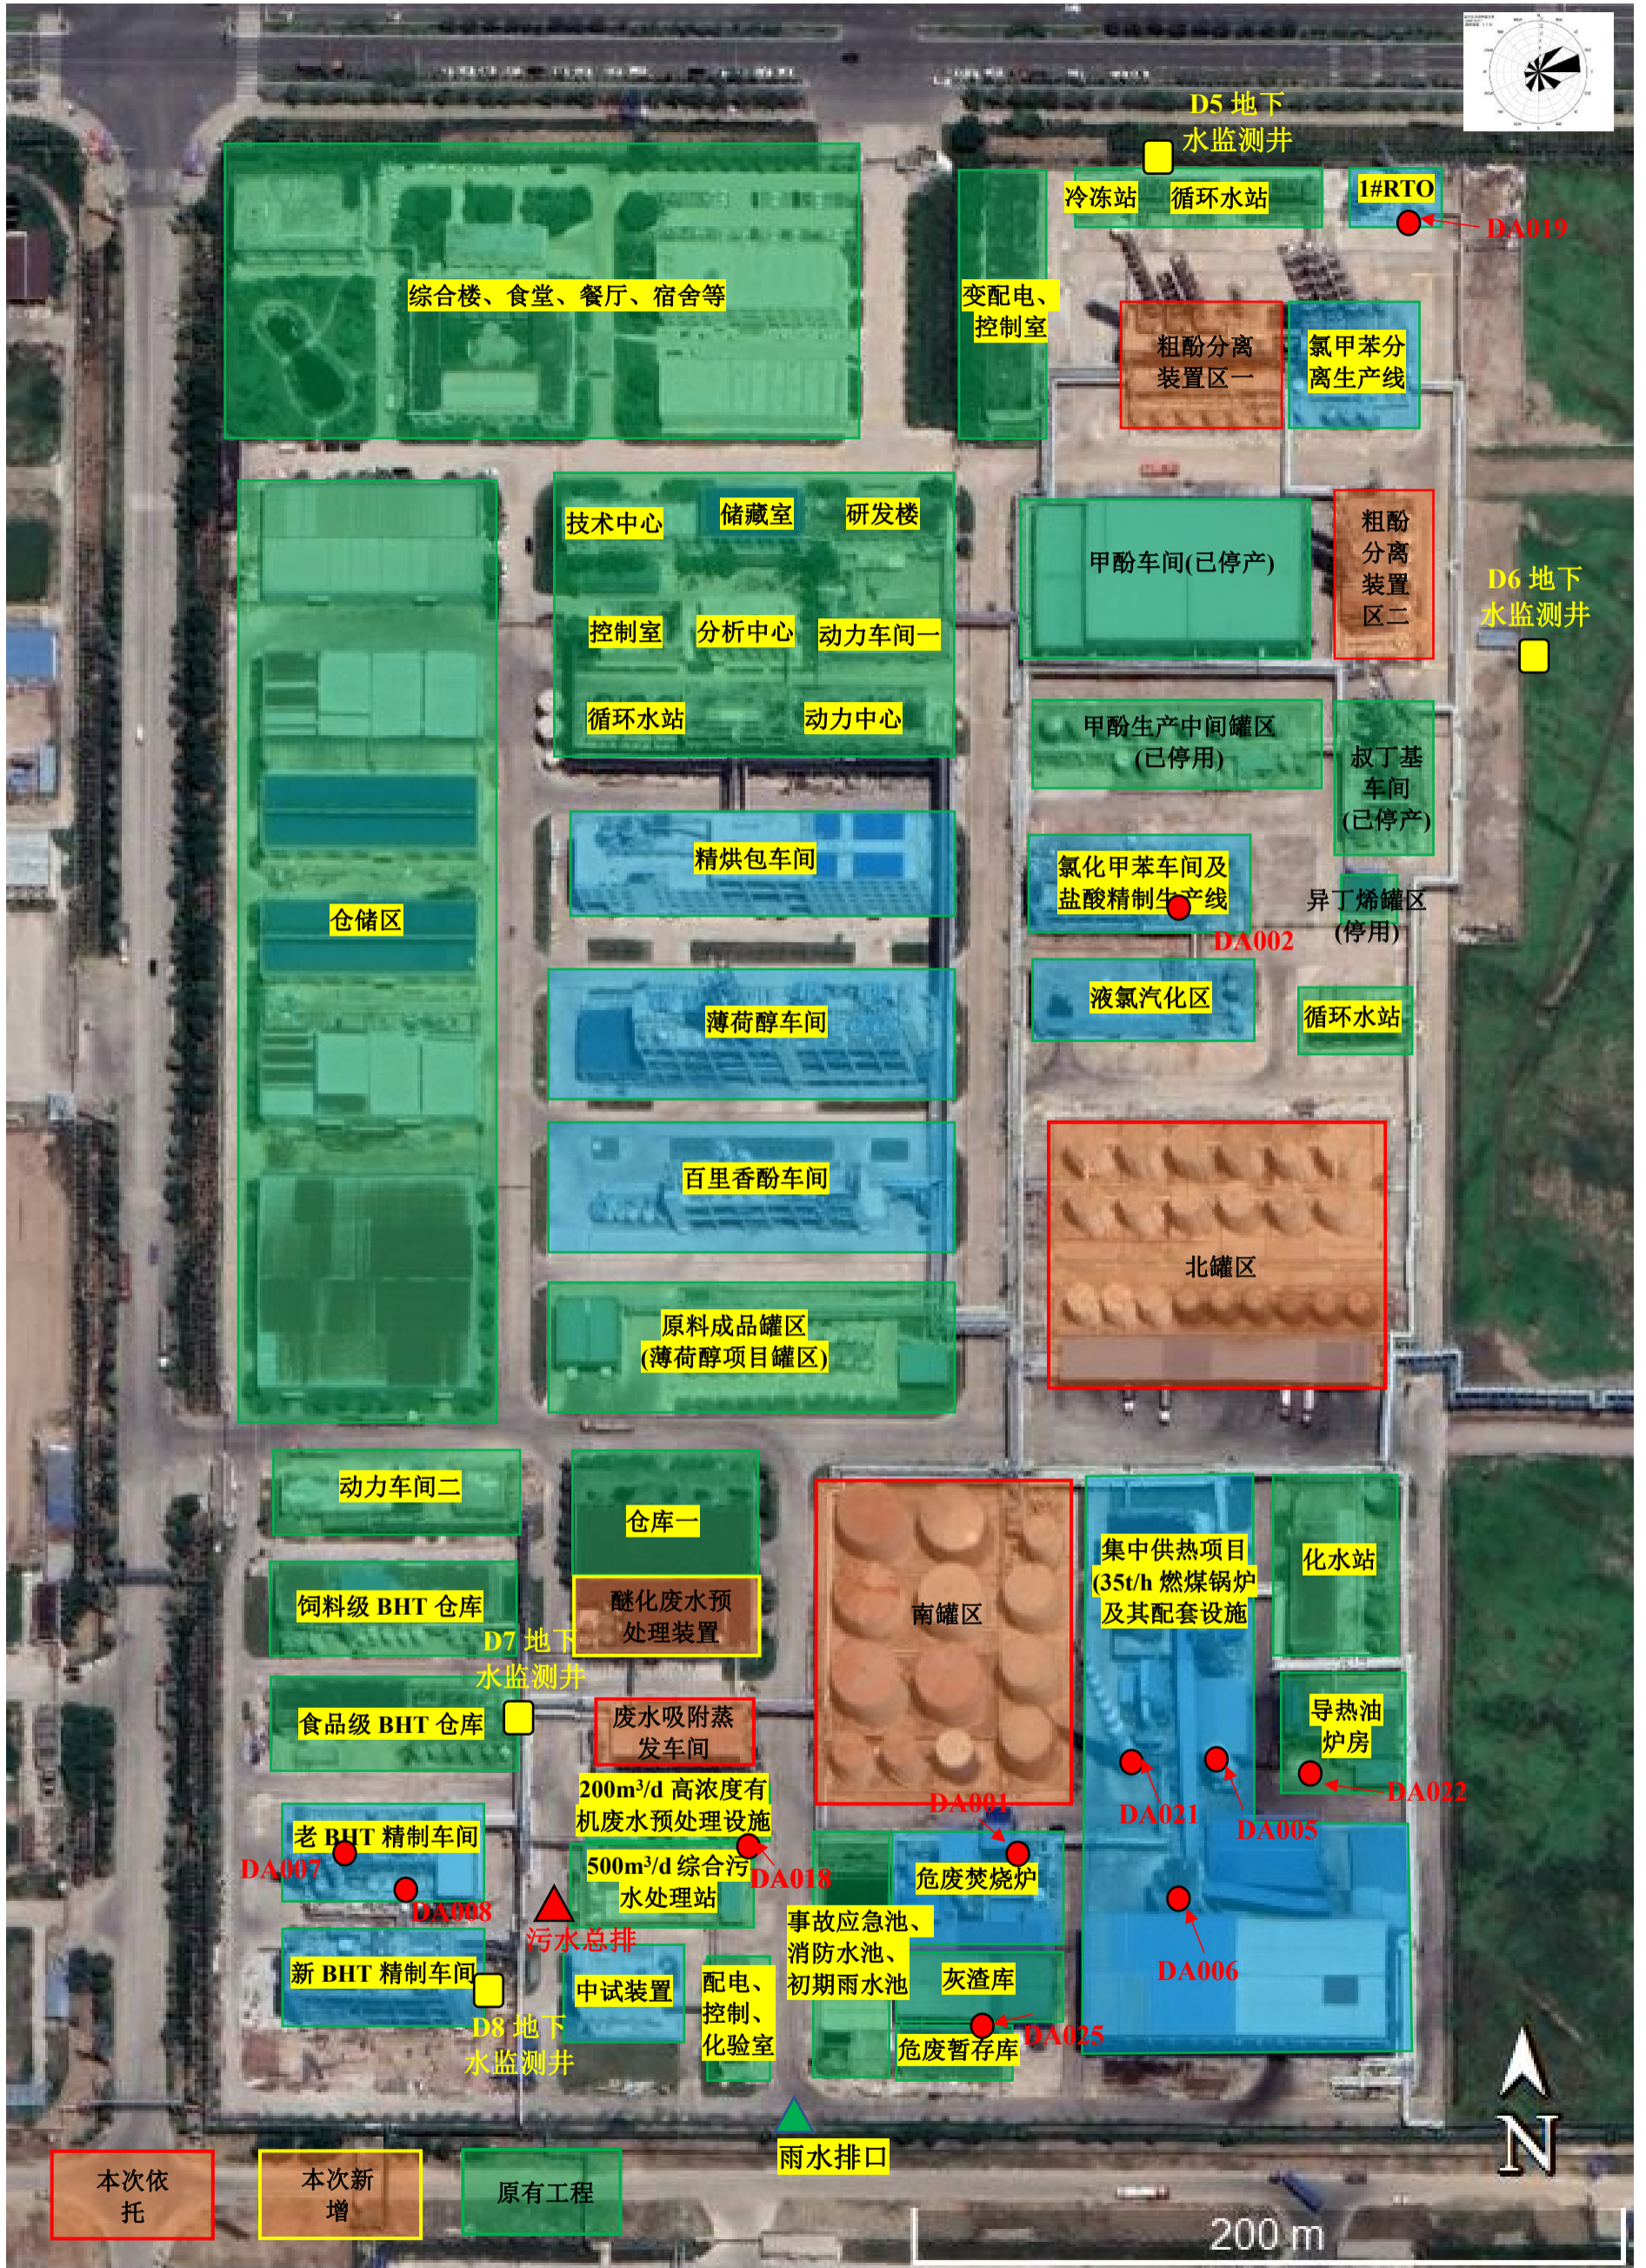 D5 地下
水监测井
冷冻站
循环水站
1#RTO
DA019
综合楼、食堂、餐厅、宿舍等
变配电、
控制室
粗酚分离
装置区一
氯甲苯分
离生产线
技术中心
储藏室
研发楼
甲酚车间(已停产)
粗酚
分离
装置
区二
D6 地下
水监测井
控制室
分析中心
动力车间一
循环水站
动力中心
甲酚生产中间罐区
(已停用)
叔丁基
车间
(已停产)
精烘包车间
氯化甲苯车间及
盐酸精制生产线
DA002
异丁烯罐区
(停用)
仓储区
液氯汽化区
循环水站
薄荷醇车间
百里香酚车间
北罐区
原料成品罐区
(薄荷醇项目罐区)
动力车间二
仓库一
集中供热项目
(35t/h 燃煤锅炉
及其配套设施
化水站
饲料级 BHT 仓库
醚化废水预
处理装置
南罐区
D7 地下
水监测井
食品级 BHT 仓库
废水吸附蒸
发车间
导热油
炉房
200m³/d 高浓度有
机废水预处理设施
DA001
DA021
DA005
DA022
老 BHT 精制车间
DA007
DA008
500m³/d 综合污
水处理站
DA018
危废焚烧炉
污水总排
事故应急池、
消防水池、
初期雨水池
DA006
新 BHT 精制车间
中试装置
配电、
控制、
化验室
灰渣库
DA025
危废暂存库
D8 地下
水监测井
雨水排口
N
本次依
托
本次新
增
原有工程
200 m